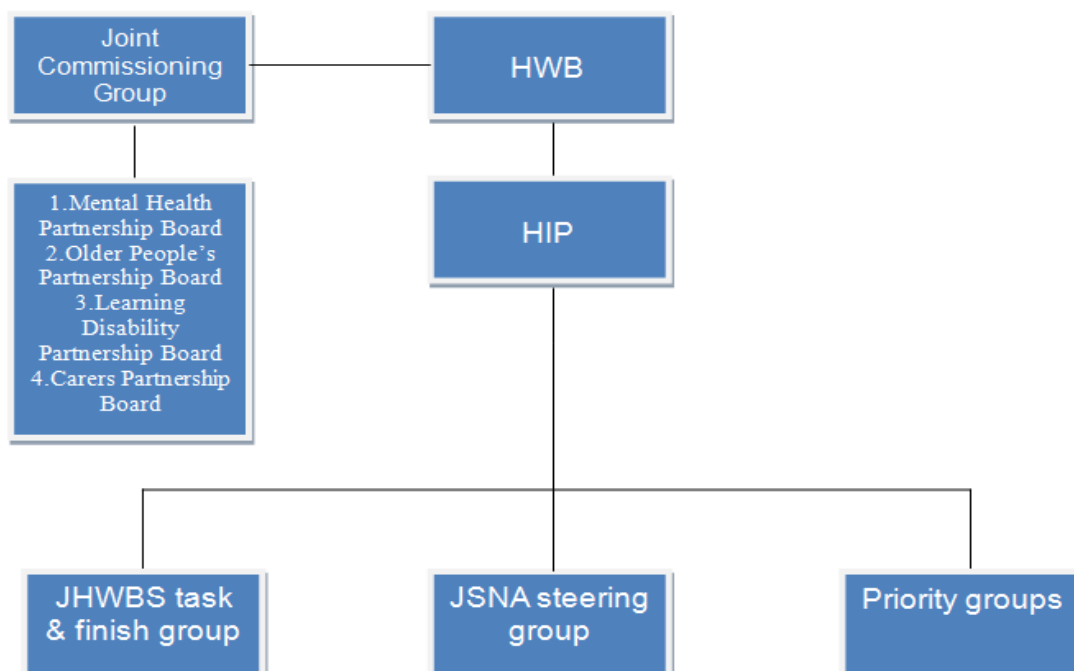 Joint
Commissioning
Group
HWB
1.Mental Health
Partnership Board
2.Older People’s
Partnership Board
3.Learning
Disability
Partnership Board
4.Carers Partnership
Board
HIP
JHWBS task
& finish group
JSNA steering
group
Priority groups